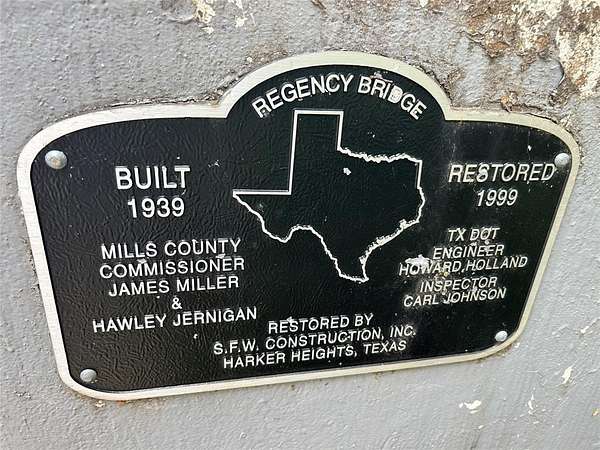 REGENCY BRIDGE
BUILT
1939
MILLS COUNTY
COMMISSIONER
JAMES MILLER
&
HAWLEY JERNIGAN
RESTORED
1999
TX DOT
ENGINEER
HOWARD HOLLAND
INSPECTOR
CARL JOHNSON
RESTORED BY
S.F.W. CONSTRUCTION, INC.
HARKER HEIGHTS, TEXAS